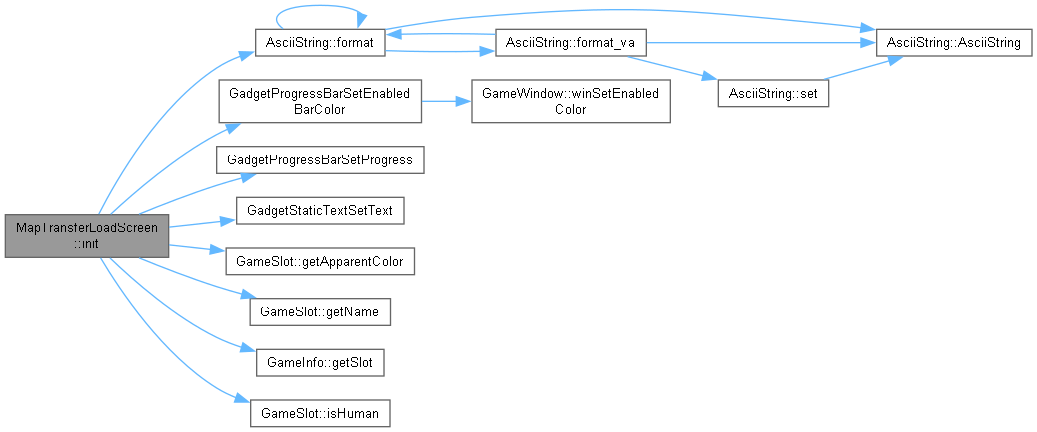 AsciiString::format
AsciiString::format_va
AsciiString::AsciiString
AsciiString::set
GadgetProgressBarSetEnabled
BarColor
GameWindow::winSetEnabled
Color
GadgetProgressBarSetProgress
GadgetStaticTextSetText
MapTransferLoadScreen
::init
GameSlot::getApparentColor
GameSlot::getName
GameInfo::getSlot
GameSlot::isHuman